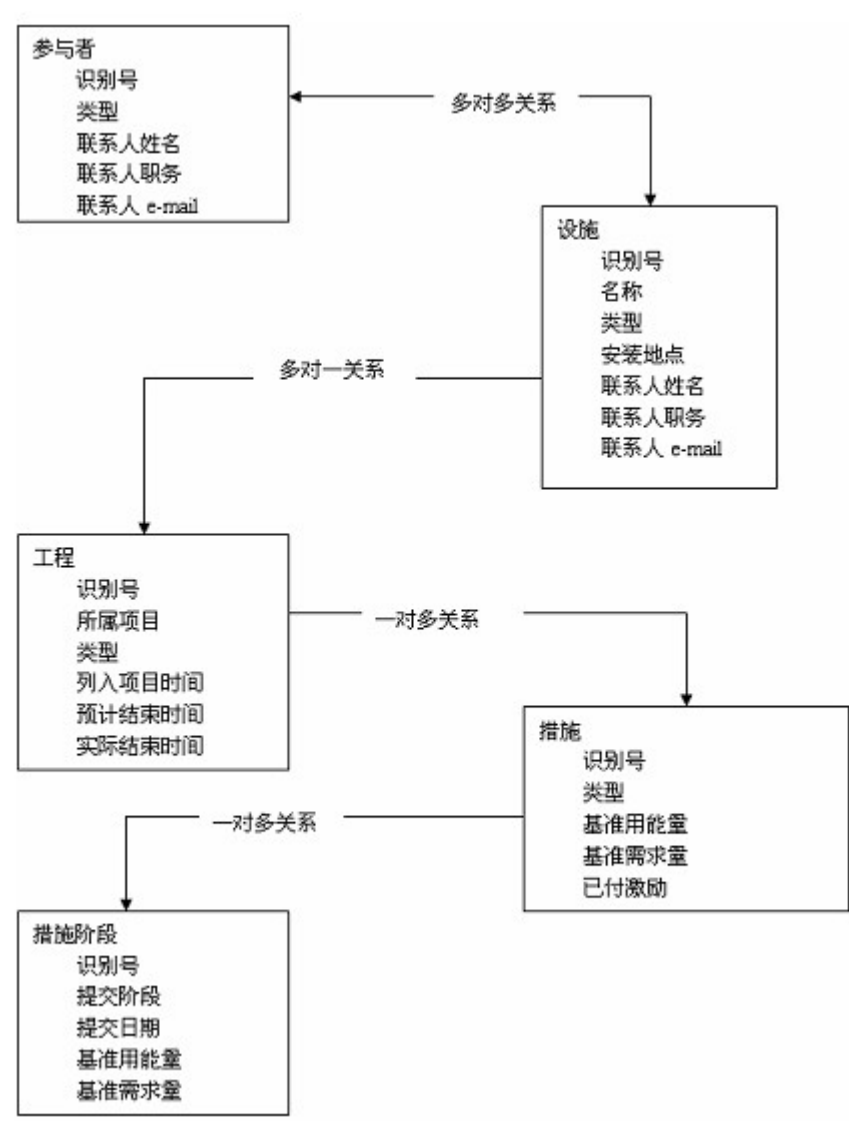 参与者
识别号
类型
联系人姓名
联系人职务
联系人 e-mail
多对多关系
设施
识别号
名称
类型
安装地点
联系人姓名
联系人职务
联系人 e-mail
多对一关系
工程
识别号
所属项目
类型
列入项目时间
预计结束时间
实际结束时间
一对多关系
措施
识别号
类型
基准用能量
基准需求量
已付激励
一对多关系
措施阶段
识别号
提交阶段
提交日期
基准用能量
基准需求量